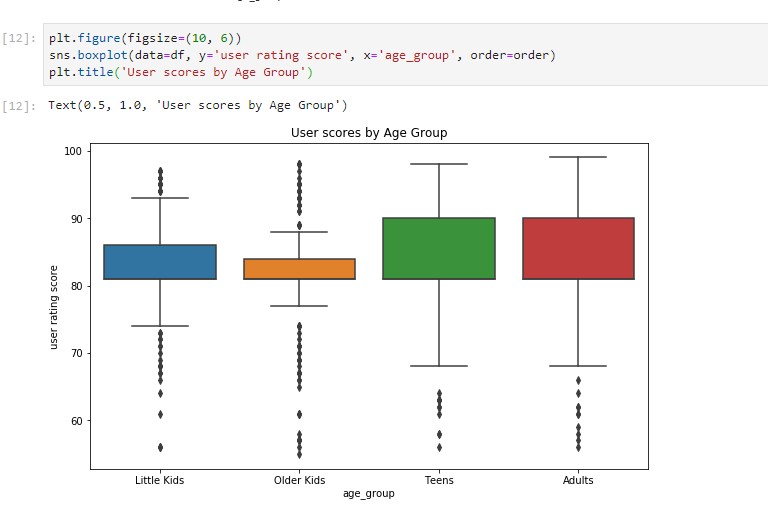 [12]: plt.figure(figsize=(10, 6))
sns.boxplot(data=df, y='user rating score', x='age_group', order=order)
plt.title('User scores by Age Group')
[12]: Text(0.5, 1.0, 'User scores by Age Group')
User scores by Age Group
100
90
80
70
60
user rating score
Little Kids Older Kids Teens Adults
age_group